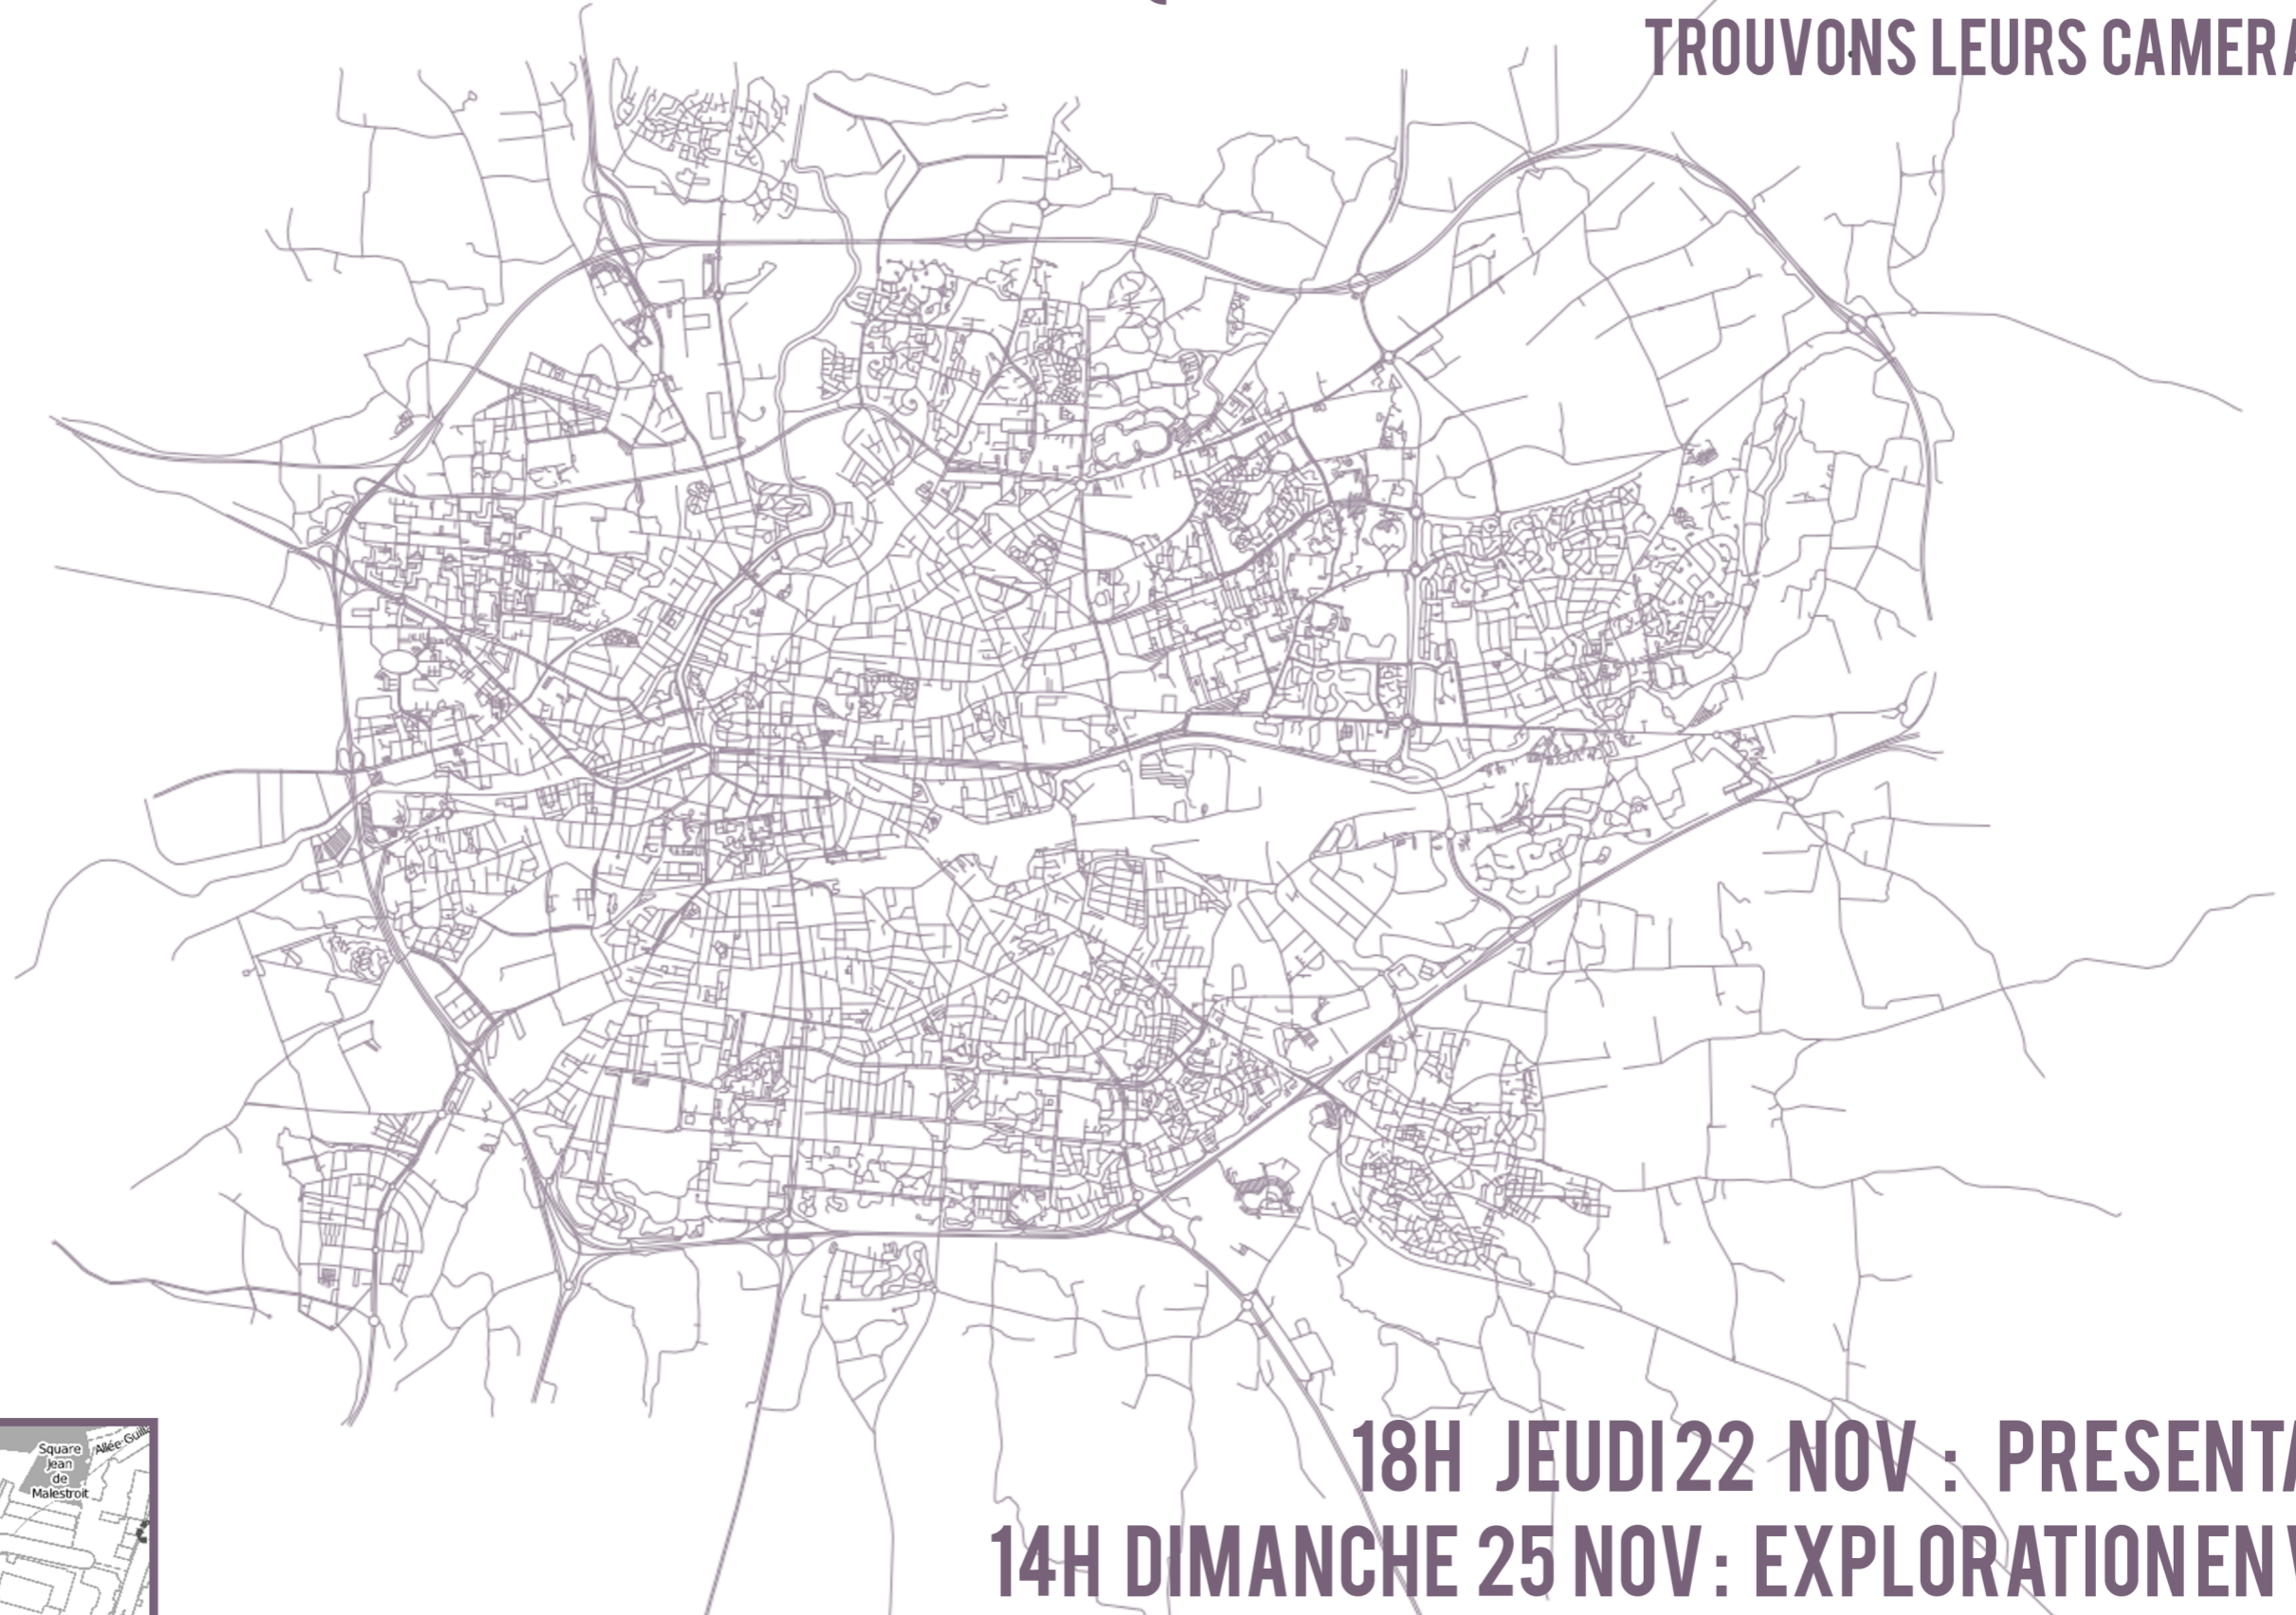 TROUVONS LEURS CAMERA
Square
Jean
de
Malestroit
Allée Guill
18H JEUDI 22 NOV : PRESENTA
14H DIMANCHE 25 NOV : EXPLORATION EN V